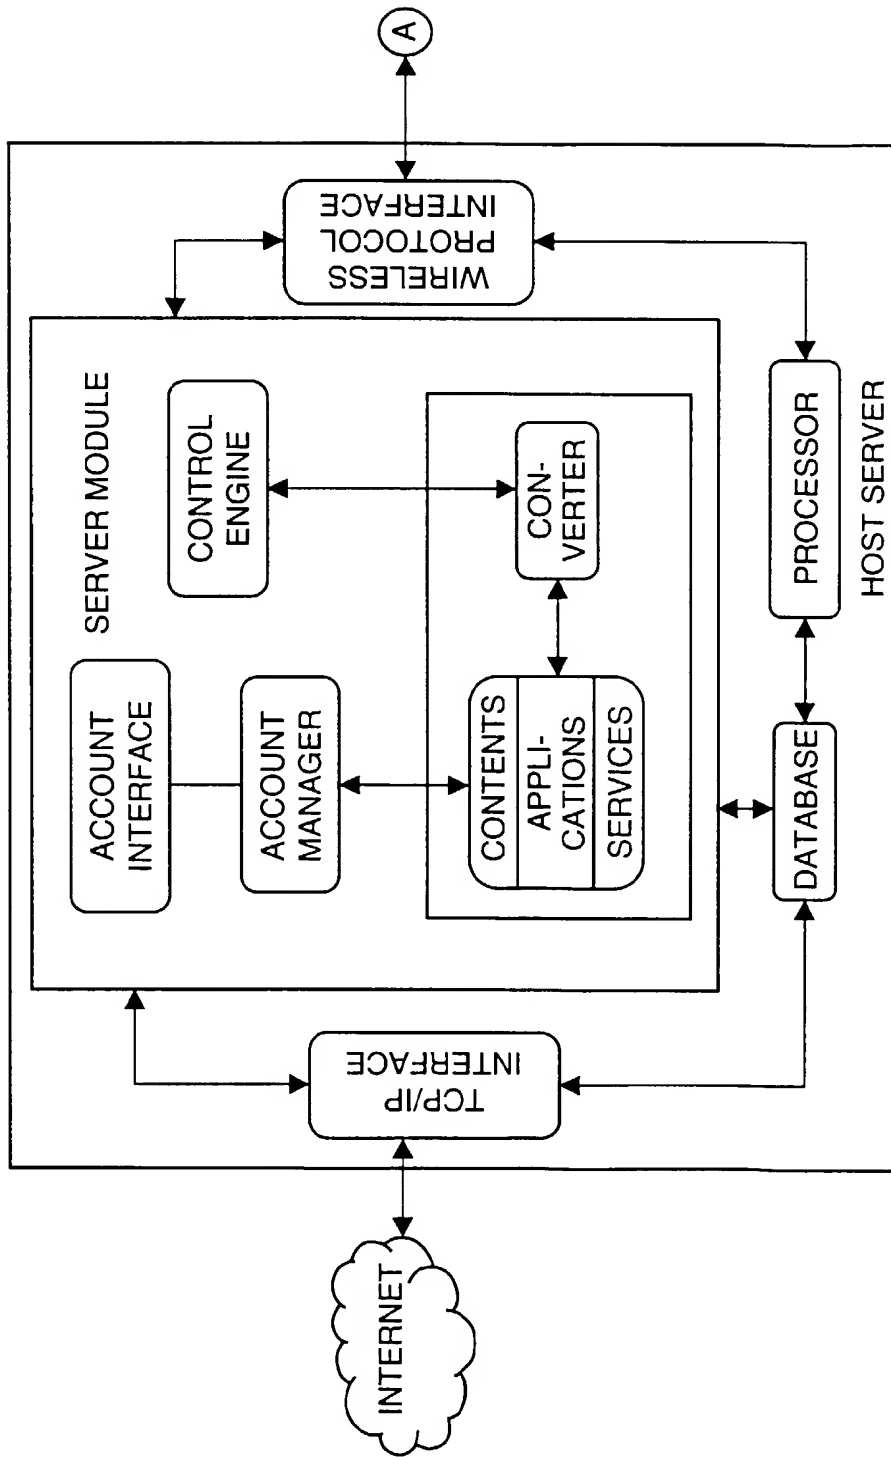 SERVER MODULE
ACCOUNT
INTERFACE
CONTROL
ENGINE
ACCOUNT
MANAGER
INTERNET
TCP/IP
INTERFACE
CONTENTS
APPLI-
CATIONS
SERVICES
CON-
VERTER
WIRELESS
PROTOCOL
INTERFACE
A
DATABASE
PROCESSOR
HOST SERVER